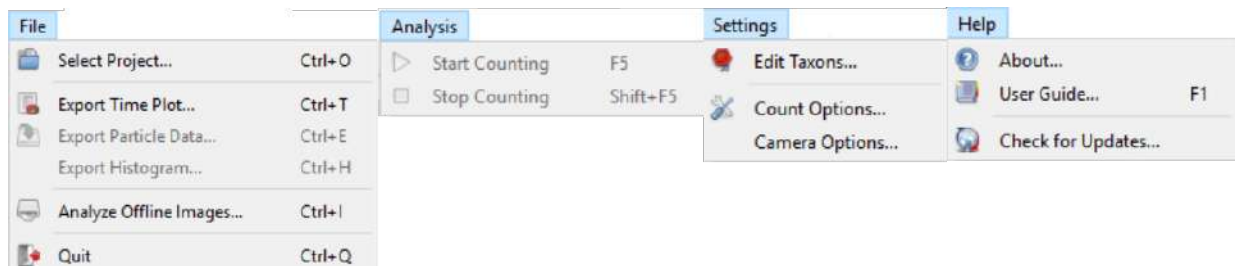 File
Select Project... Ctrl+O
Export Time Plot... Ctrl+T
Export Particle Data... Ctrl+E
Export Histogram... Ctrl+H
Analyze Offline Images... Ctrl+I
Quit Ctrl+Q
Analysis
Start Counting F5
Stop Counting Shift+F5
Settings
Edit Taxons...
Count Options...
Camera Options...
Help
About...
User Guide... F1
Check for Updates...